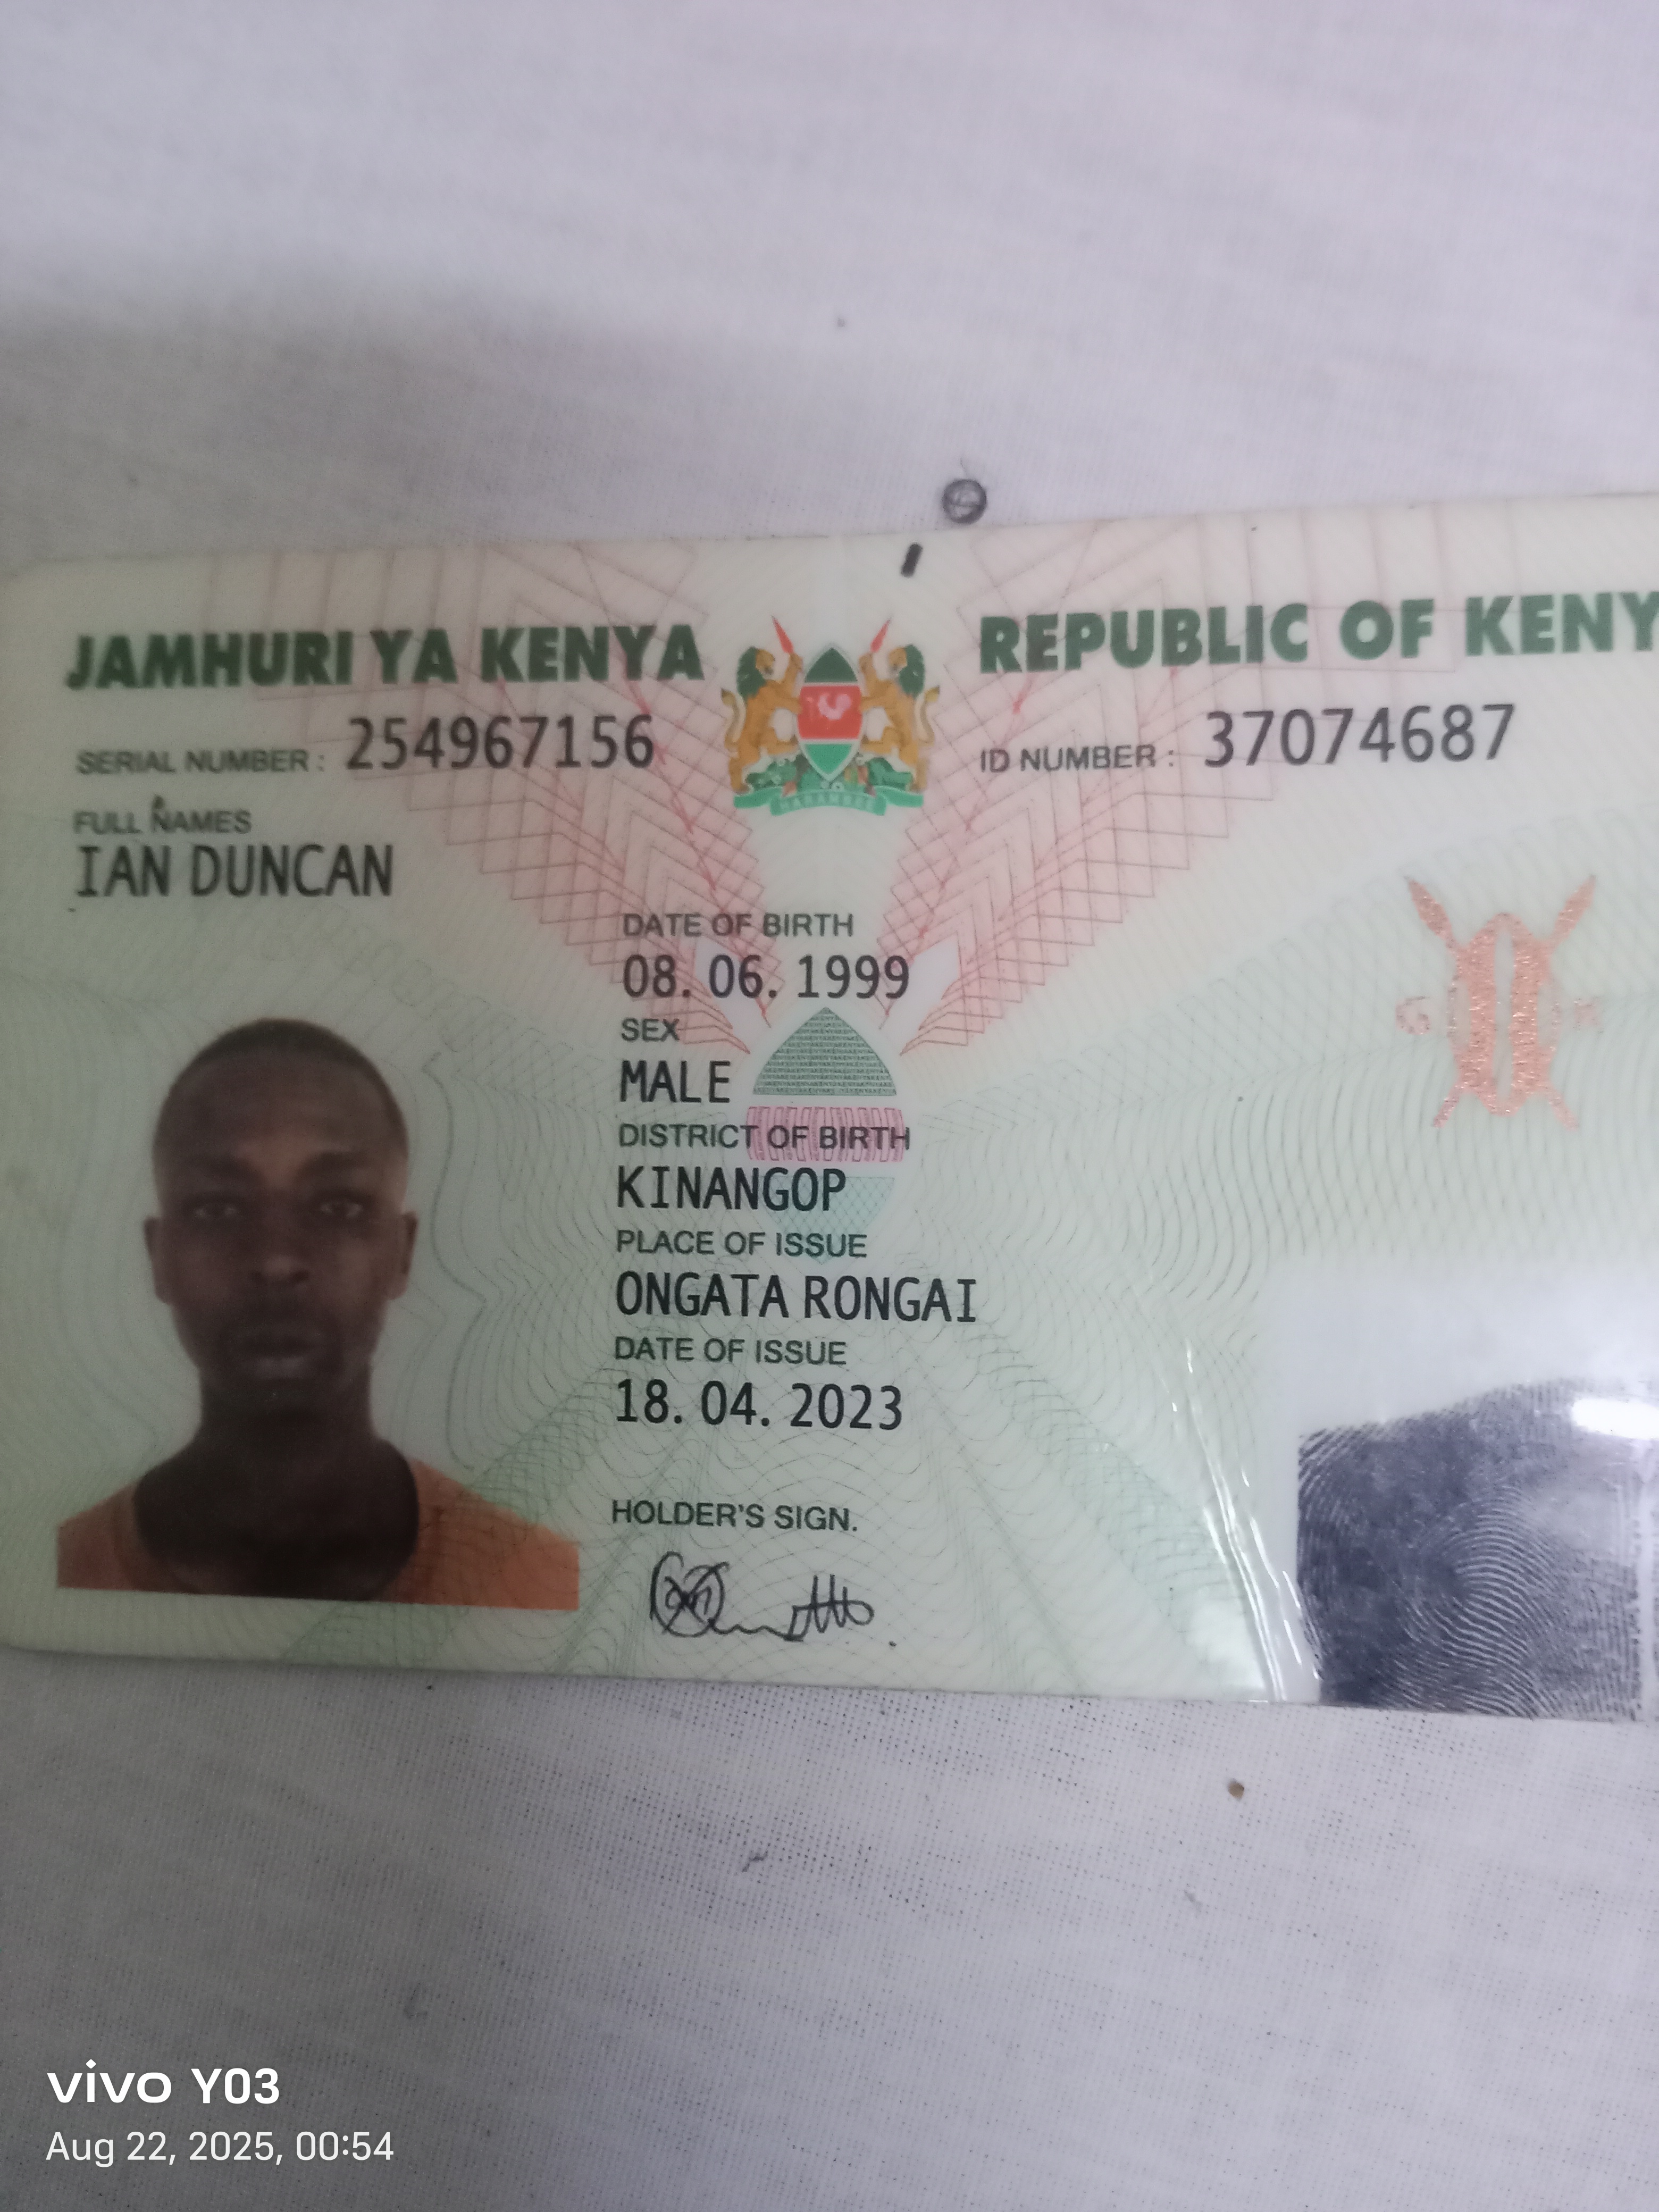 JAMHURI YA KENYA
REPUBLIC OF KENY
SERIAL NUMBER : 254967156
ID NUMBER : 37074687
FULL NAMES
IAN DUNCAN
DATE OF BIRTH
08. 06. 1999
SEX
MALE
DISTRICT OF BIRTH
KINANGOP
PLACE OF ISSUE
ONGATA RONGAI
DATE OF ISSUE
18. 04. 2023
HOLDER'S SIGN.
HARAMBEE
vivo Y03
Aug 22, 2025, 00:54